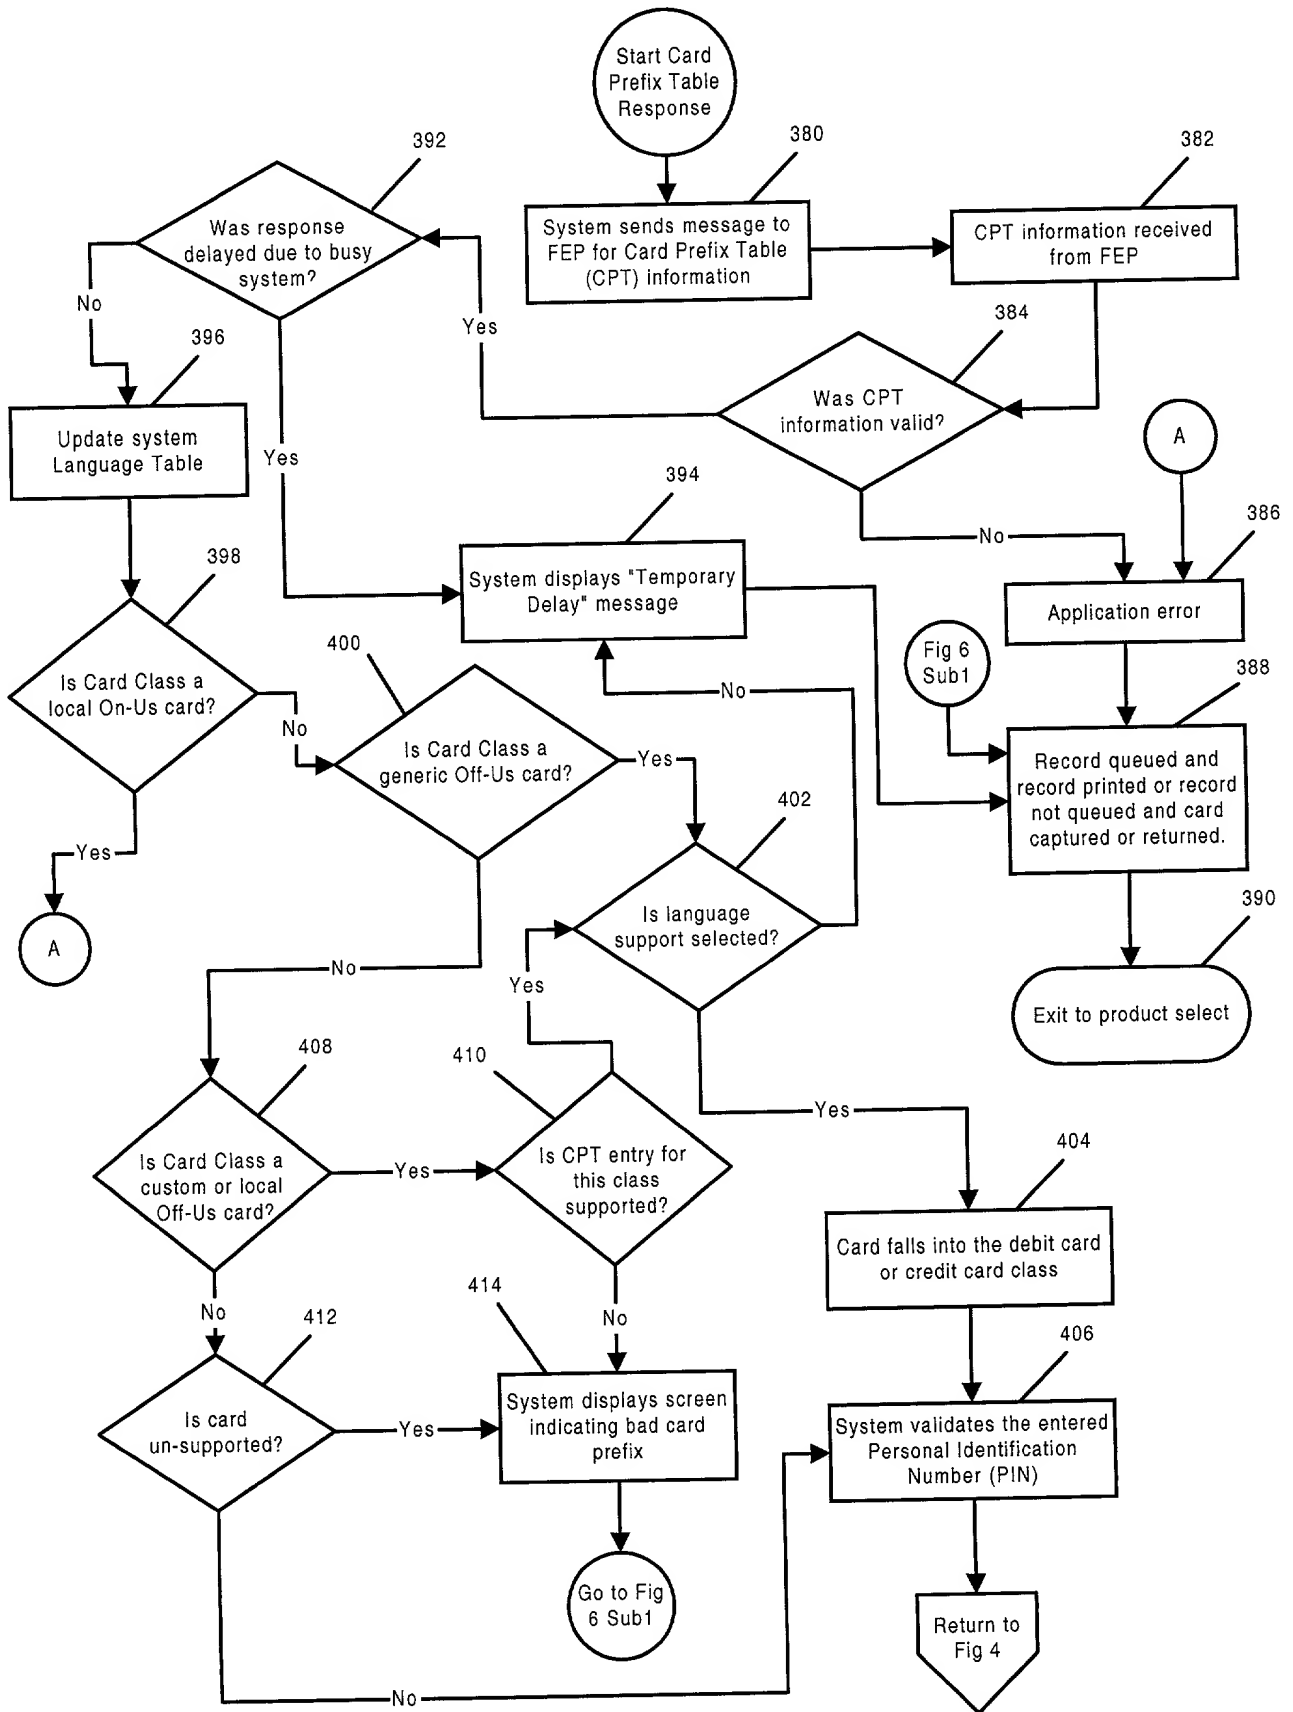 Start Card
Prefix Table
Response
380
System sends message to
FEP for Card Prefix Table
(CPT) information
382
CPT information received
from FEP
384
Was CPT
information valid?
Yes
No
392
Was response
delayed due to busy
system?
No
Yes
396
Update system
Language Table
394
System displays "Temporary
Delay" message
A
386
Application error
Fig 6
Sub1
388
Record queued and
record printed or record
not queued and card
captured or returned.
390
Exit to product select
398
Is Card Class a
local On-Us card?
No
Yes
A
400
Is Card Class a
generic Off-Us card?
Yes
No
402
Is language
support selected?
No
Yes
408
Is Card Class a
custom or local
Off-Us card?
Yes
No
410
Is CPT entry for
this class
supported?
Yes
No
404
Card falls into the debit card
or credit card class
406
System validates the entered
Personal Identification
Number (PIN)
Return to
Fig 4
412
Is card
un-supported?
Yes
No
414
System displays screen
indicating bad card
prefix
Go to Fig
6 Sub1